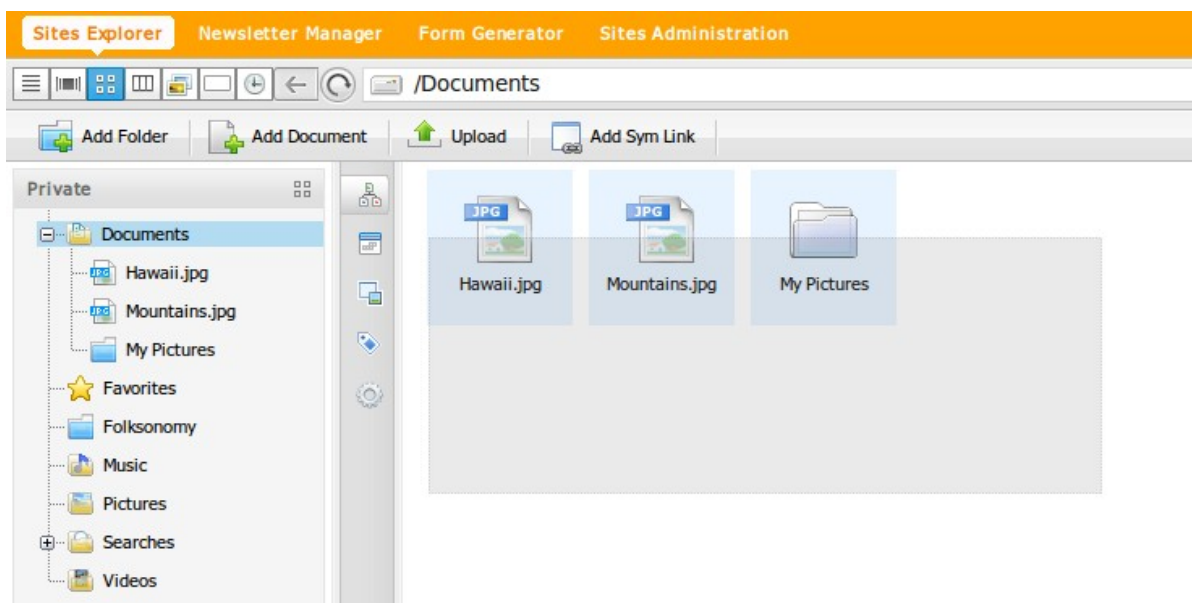 Sites Explorer Newsletter Manager Form Generator Sites Administration
/Documents
Add Folder Add Document Upload Add Sym Link
Private
Documents
Hawaii.jpg
Mountains.jpg
My Pictures
Favorites
Folksonomy
Music
Pictures
Searches
Videos
JPG JPG
Hawaii.jpg Mountains.jpg My Pictures